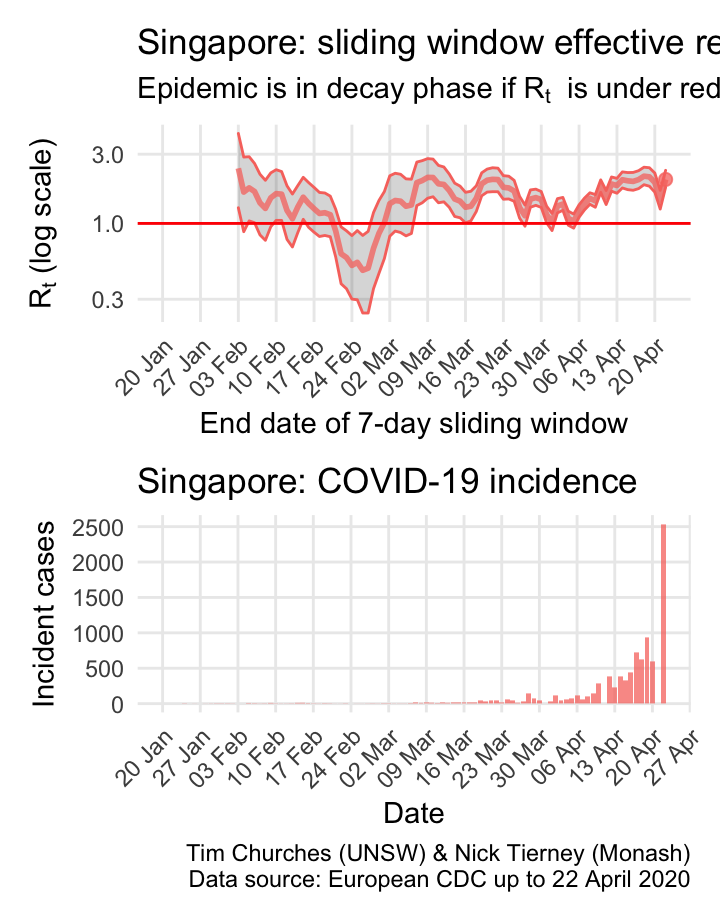 Singapore: sliding window effective re
Epidemic is in decay phase if Rt is under red
Rt (log scale)
3.0
1.0
0.3
20 Jan
27 Jan
03 Feb
10 Feb
17 Feb
24 Feb
02 Mar
09 Mar
16 Mar
23 Mar
30 Mar
06 Apr
13 Apr
20 Apr
End date of 7-day sliding window
Singapore: COVID-19 incidence
Incident cases
2500
2000
1500
1000
500
0
20 Jan
27 Jan
03 Feb
10 Feb
17 Feb
24 Feb
02 Mar
09 Mar
16 Mar
23 Mar
30 Mar
06 Apr
13 Apr
20 Apr
27 Apr
Date
Tim Churches (UNSW) & Nick Tierney (Monash)
Data source: European CDC up to 22 April 2020